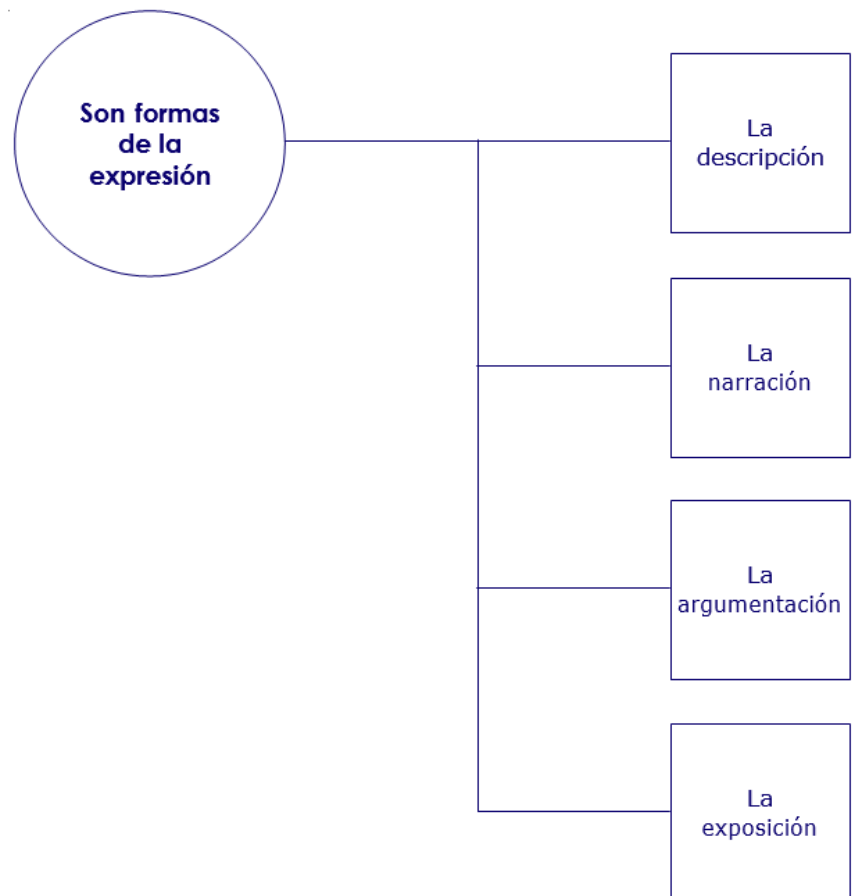 Son formas
de la
expresión
La
descripción
La
narración
La
argumentación
La
exposición